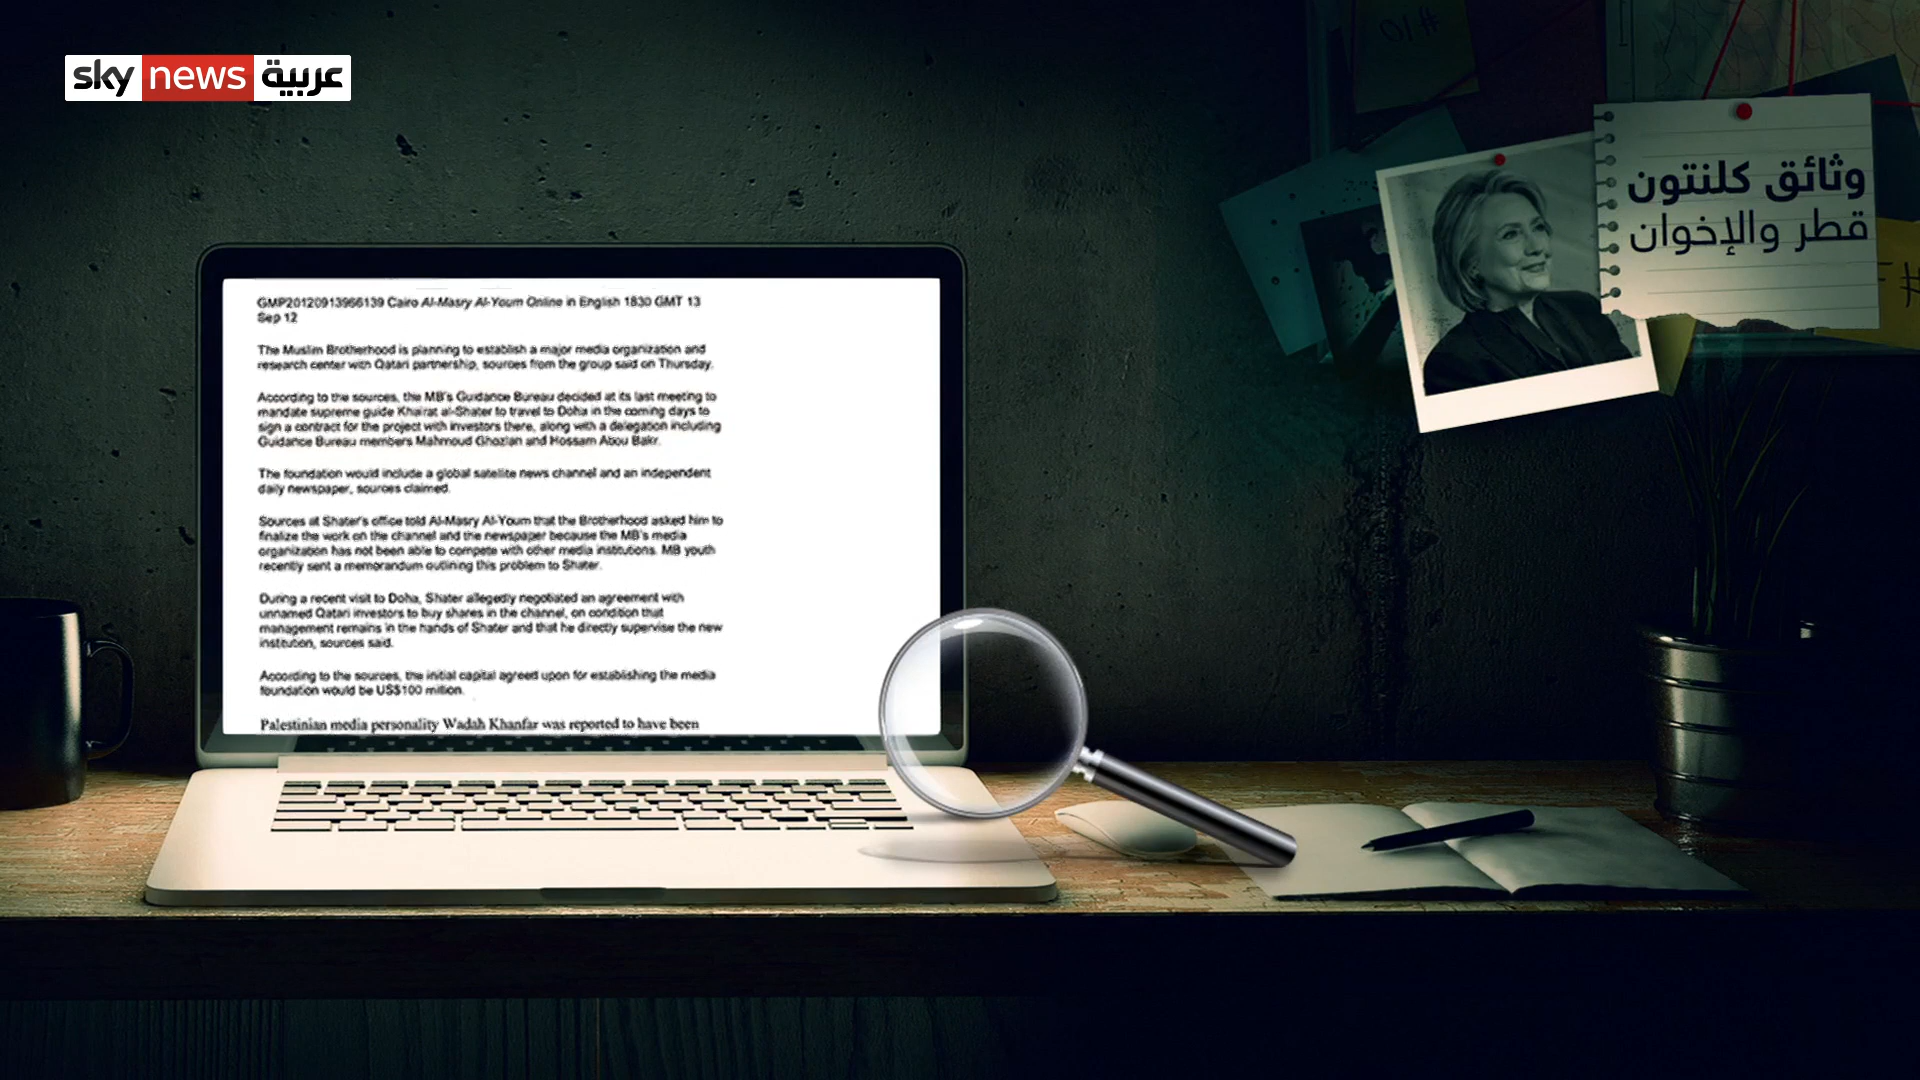 sky news عربية
#10
وثائق كلنتون
قطر والإخوان
GMP20120913966139 Cairo Al-Masry Al-Youm Online in English 1830 GMT 13
Sep 12
The Muslim Brotherhood is planning to establish a major media organization and
research center with Qatari partnership, sources from the group said on Thursday.
According to the sources, the MB's Guidance Bureau decided at its last meeting to
mandate supreme guide Khairat al-Shater to travel to Doha in the coming days to
sign a contract for the project with investors there, along with a delegation including
Guidance Bureau members Mahmoud Ghozlan and Hossam Abou Bakr.
The foundation would include a global satellite news channel and an independent
daily newspaper, sources claimed.
Sources at Shater's office told Al-Masry Al-Youm that the Brotherhood asked him to
finalize the work on the channel and the newspaper because the MB's media
organization has not been able to compete with other media institutions. MB youth
recently sent a memorandum outlining this problem to Shater.
During a recent visit to Doha, Shater allegedly negotiated an agreement with
unnamed Qatari investors to buy shares in the channel, on condition that
management remains in the hands of Shater and that he directly supervise the new
institution, sources said.
According to the sources, the initial capital agreed upon for establishing the media
foundation would be US$100 million.
Palestinian media personality Wadah Khanfar was reported to have been